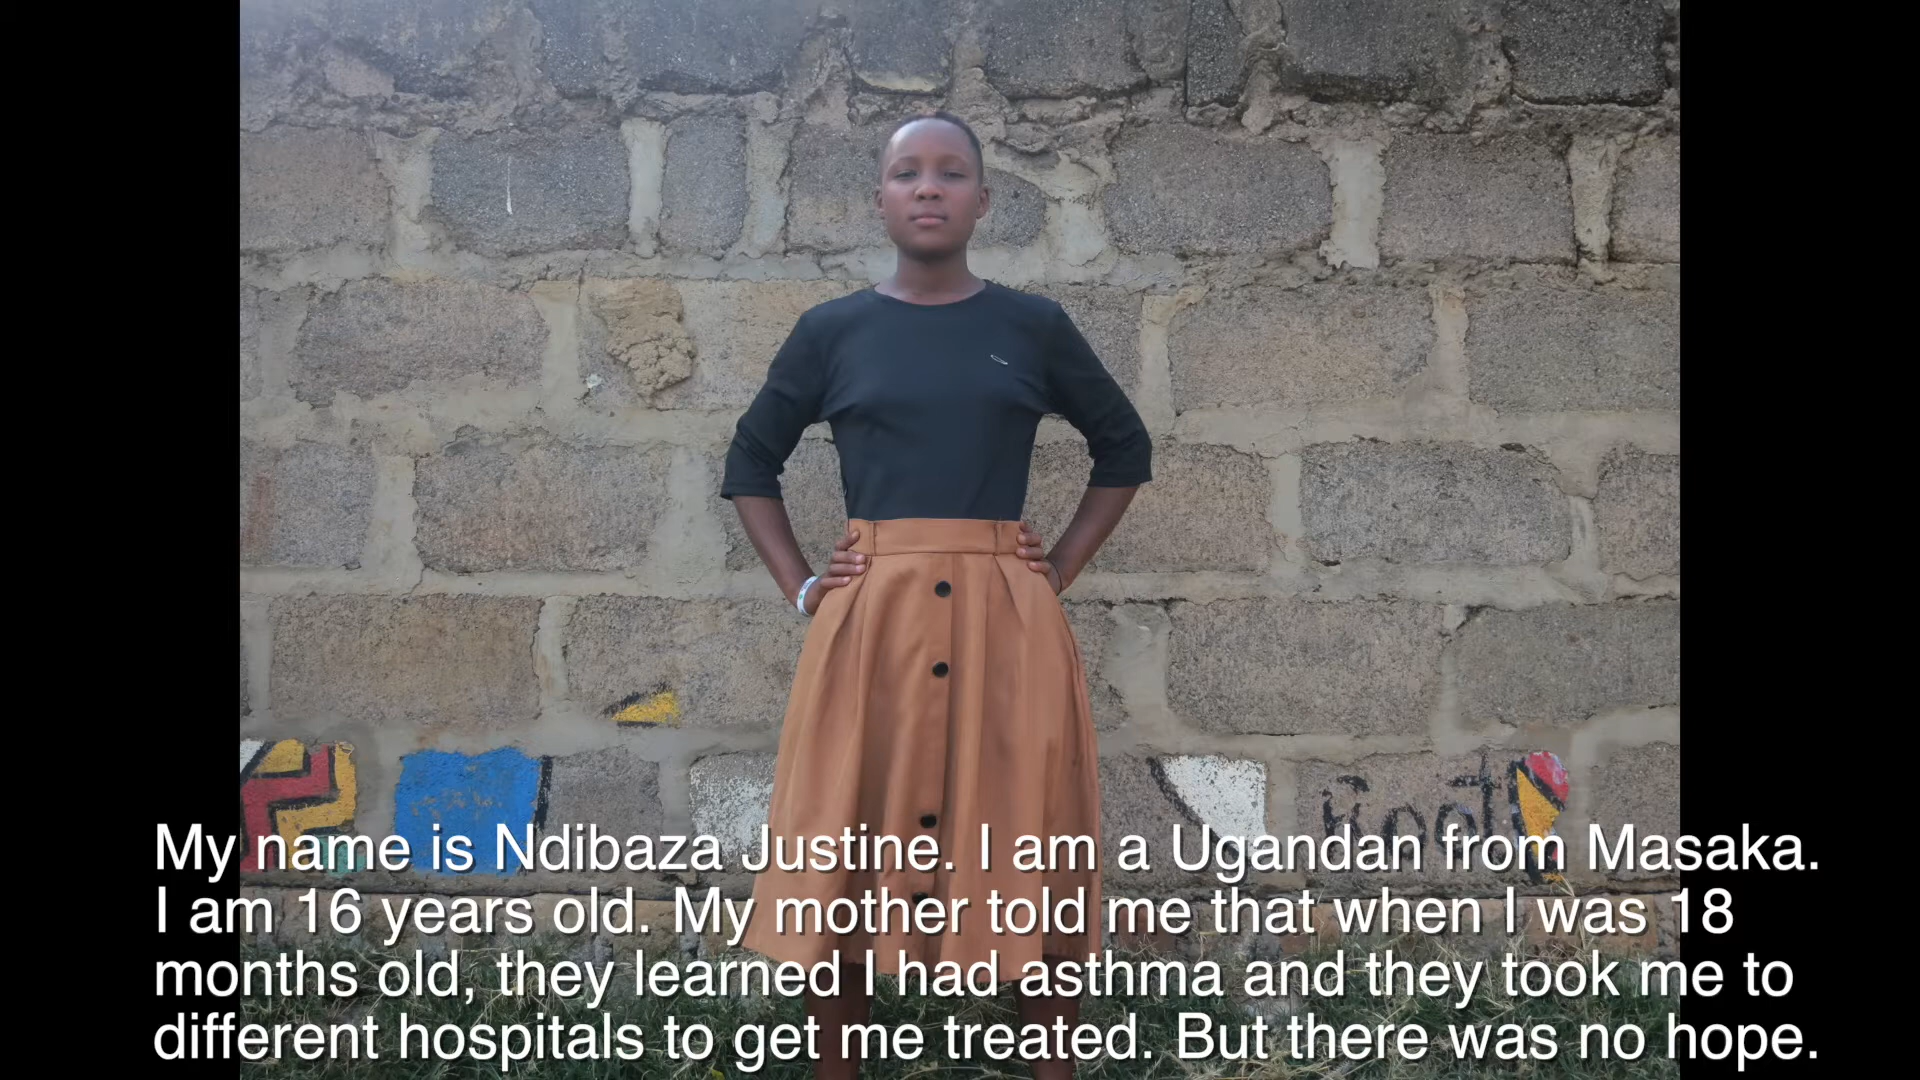 Root
My name is Ndibaza Justine. I am a Ugandan from Masaka.
I am 16 years old. My mother told me that when I was 18
months old, they learned I had asthma and they took me to
different hospitals to get me treated. But there was no hope.